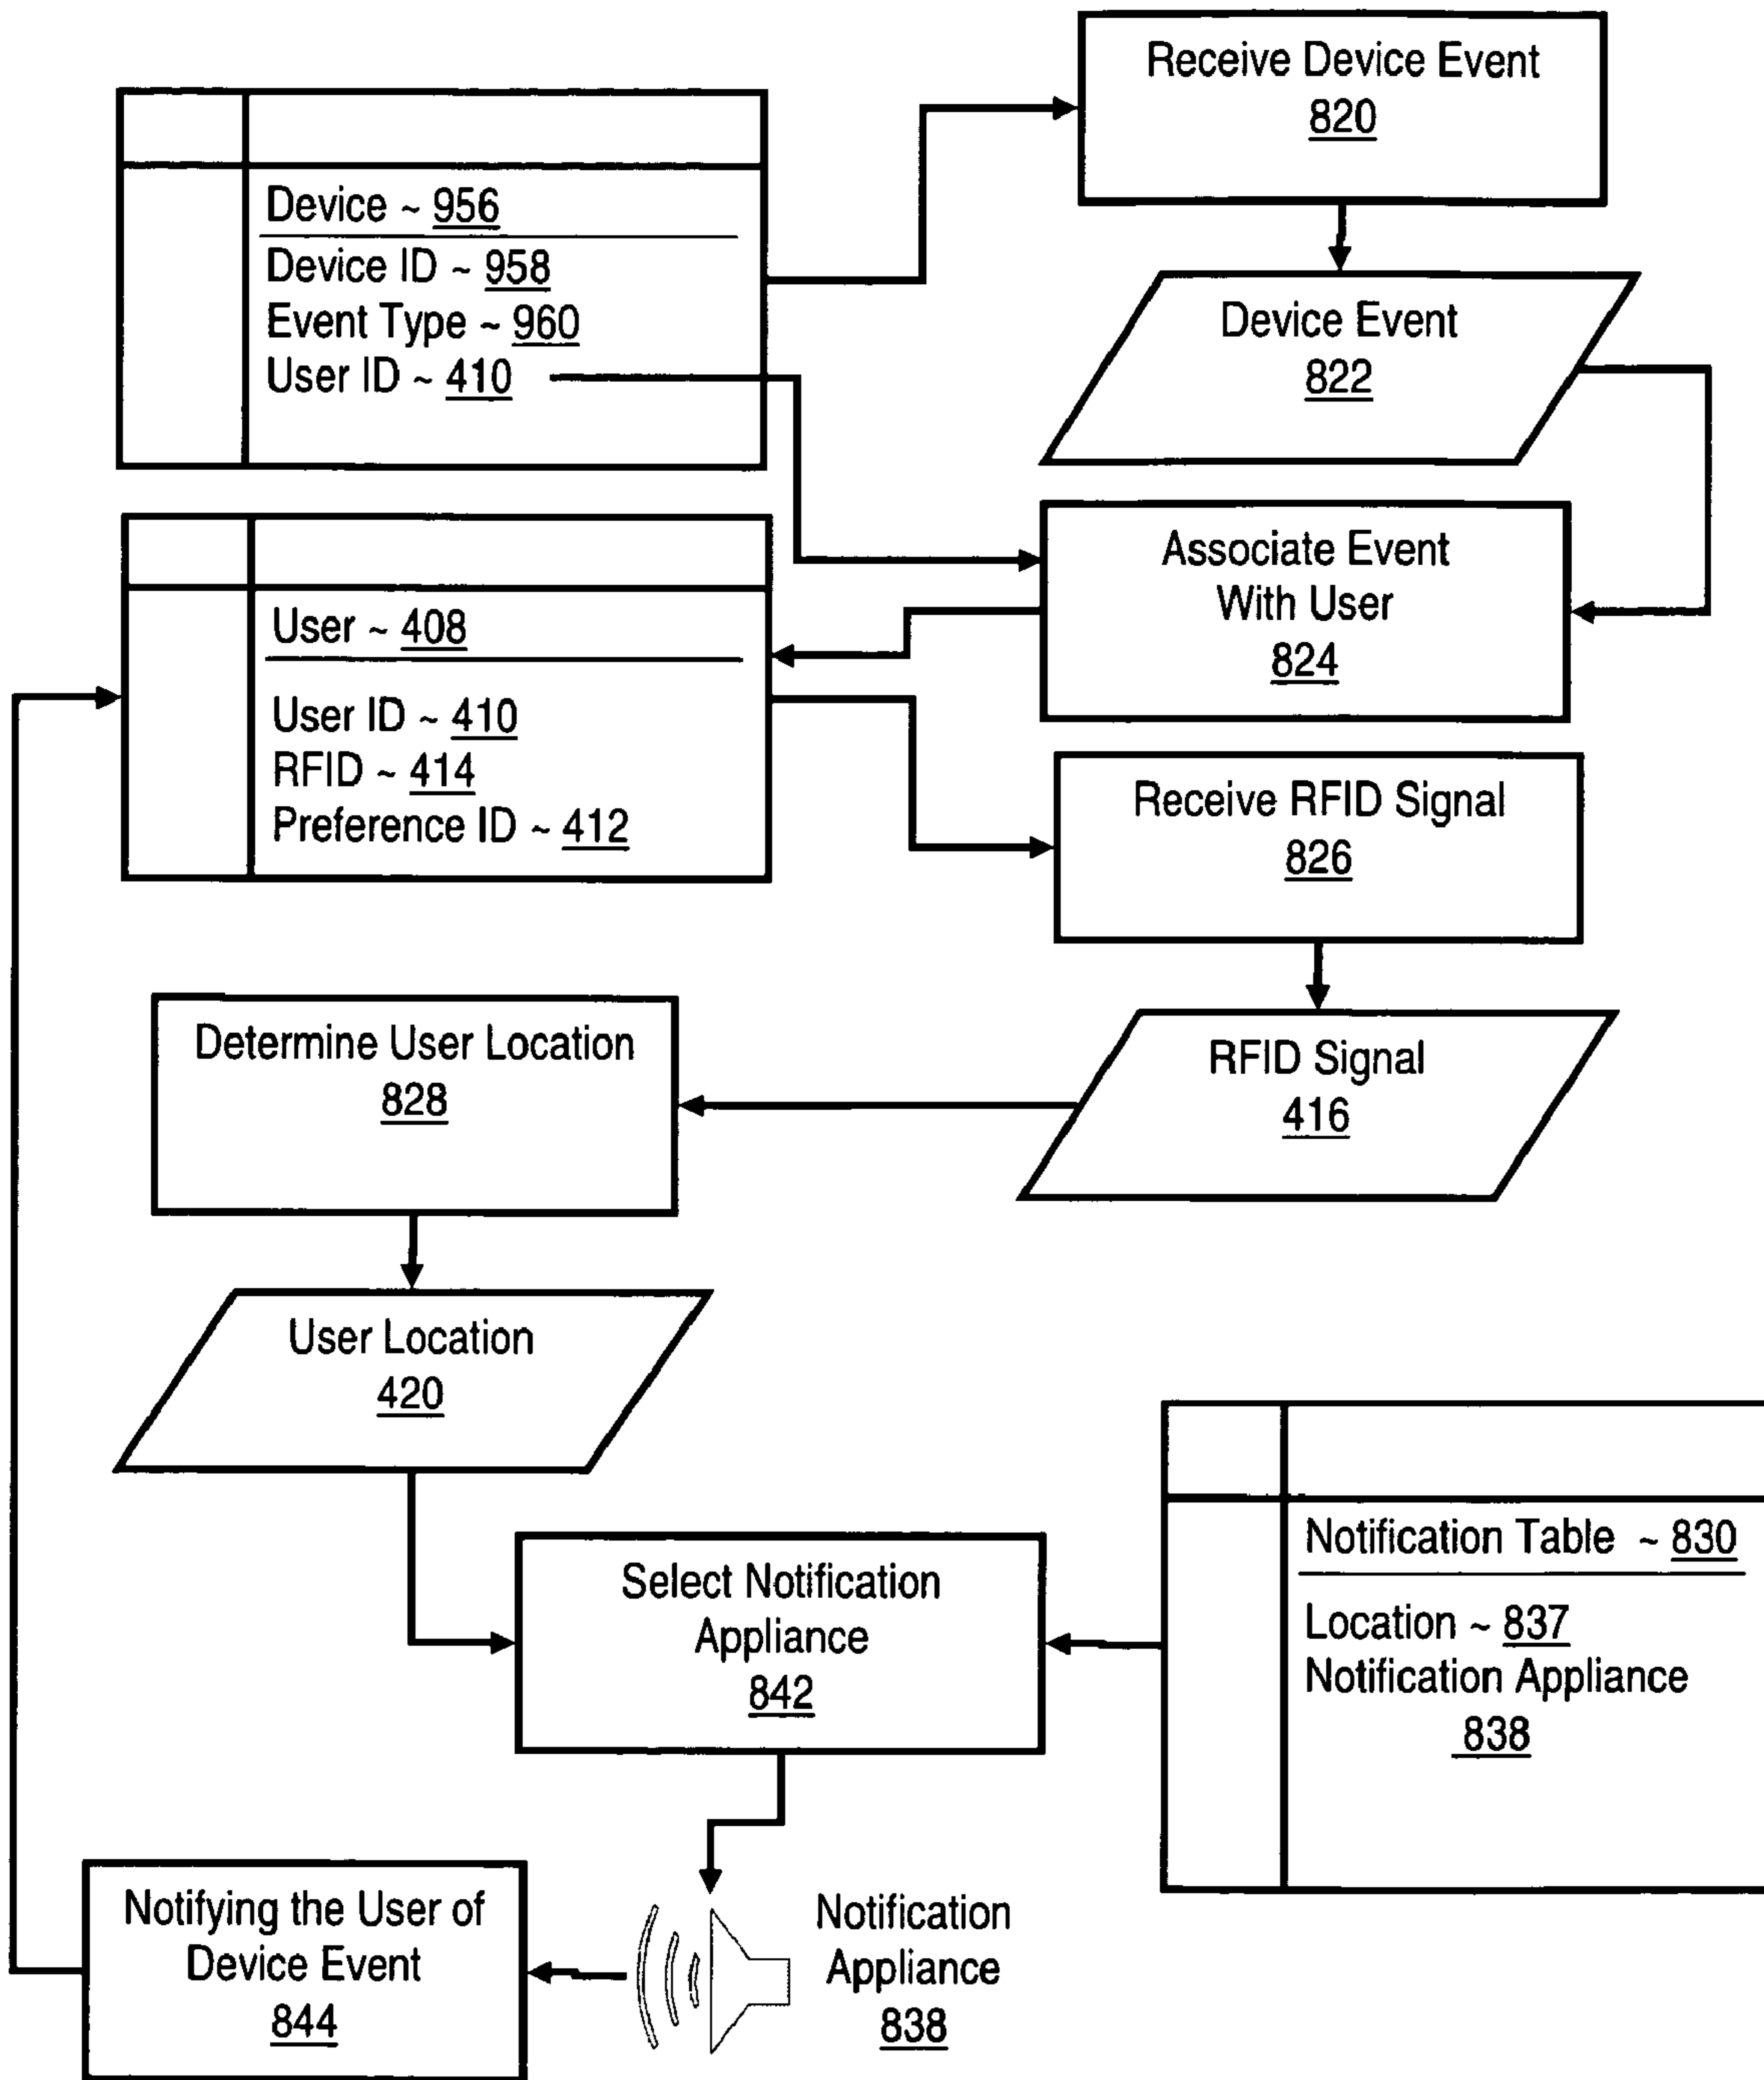 Receive Device Event
820
Device ~ 956
Device ID ~ 958
Event Type ~ 960
User ID ~ 410
Device Event
822
Associate Event
With User
824
User ~ 408
User ID ~ 410
RFID ~ 414
Preference ID ~ 412
Receive RFID Signal
826
Determine User Location
828
RFID Signal
416
User Location
420
Notification Table ~ 830
Location ~ 837
Notification Appliance
838
Select Notification
Appliance
842
Notifying the User of
Device Event
844
Notification
Appliance
838